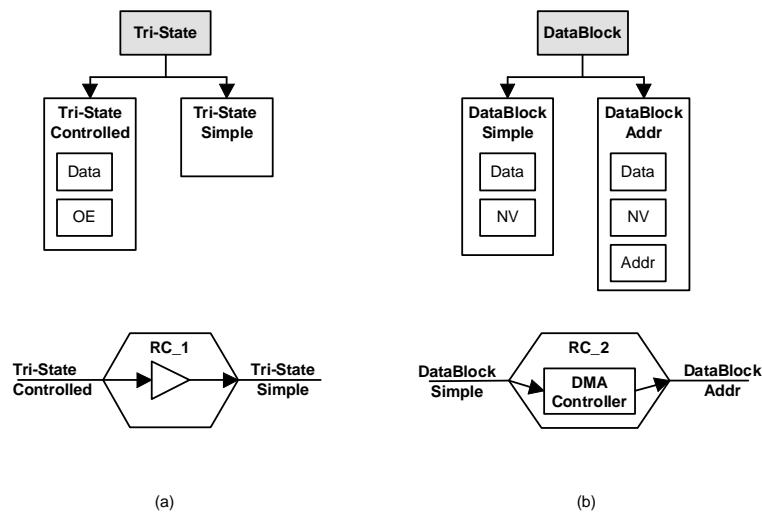 Tri-State
Tri-State
Controlled
Data
OE
Tri-State
Simple
RC_1
Tri-State
Controlled
Tri-State
Simple
(a)
DataBlock
DataBlock
Simple
Data
NV
DataBlock
Addr
Data
NV
Addr
RC_2
DataBlock
Simple
DMA
Controller
DataBlock
Addr
(b)